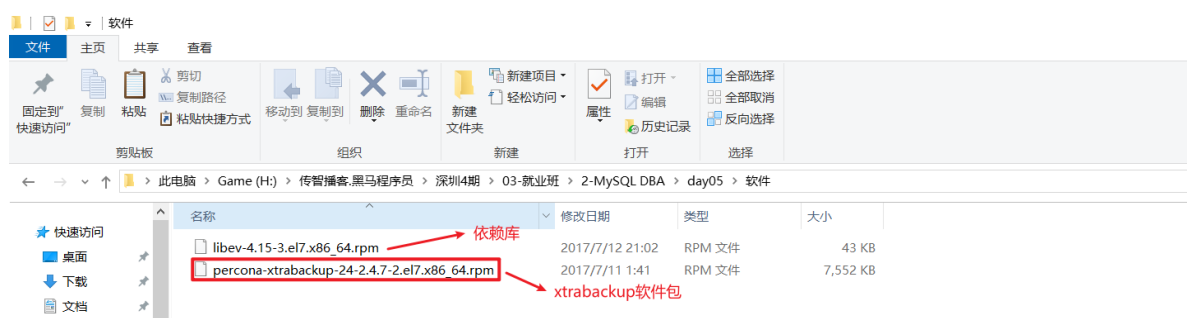 软件
文件 主页 共享 查看
固定到"快速访问" 复制 粘贴 剪切 复制路径 粘贴快捷方式 移动到 复制到 删除 重命名 新建文件夹 新建项目 轻松访问 属性 打开 编辑 历史记录 全部选择 全部取消 反向选择
剪贴板 组织 新建 打开 选择
此电脑 > Game (H:) > 传智播客.黑马程序员 > 深圳4期 > 03-就业班 > 2-MySQL DBA > day05 > 软件
名称 修改日期 类型 大小
快速访问
libev-4.15-3.el7.x86_64.rpm 依赖库 2017/7/12 21:02 RPM 文件 43 KB
桌面
percona-xtrabackup-24-2.4.7-2.el7.x86_64.rpm 2017/7/11 1:41 RPM 文件 7,552 KB
下载
xtrabackup软件包
文档